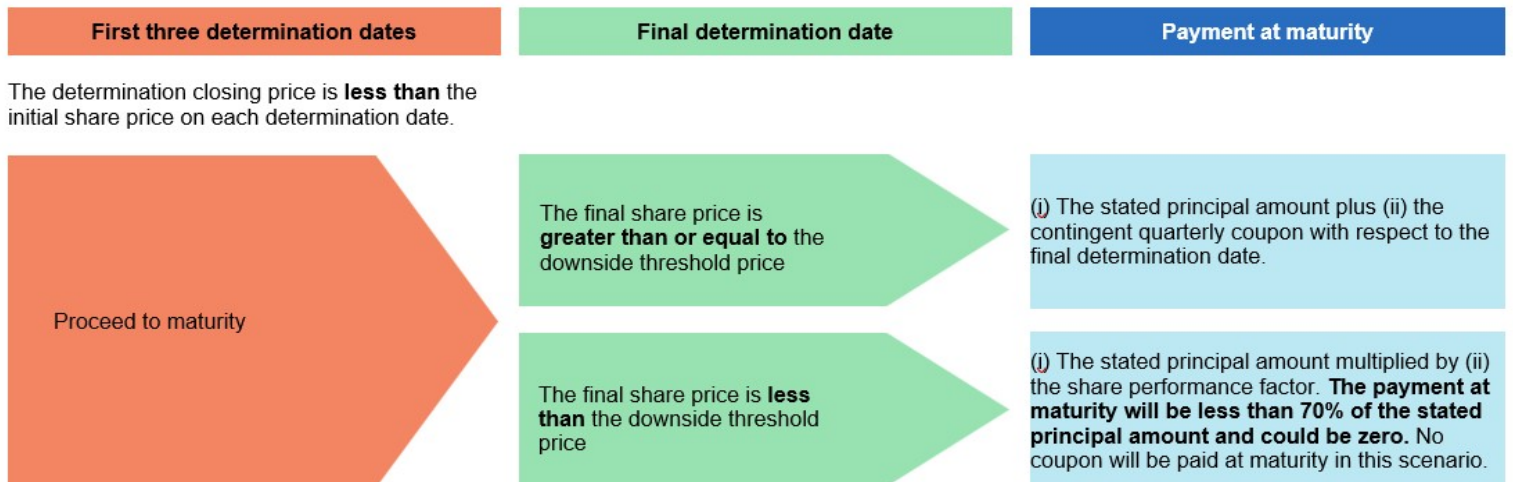 First three determination dates
Final determination date
Payment at maturity
The determination closing price is less than the
initial share price on each determination date.
Proceed to maturity
The final share price is
greater than or equal to the
downside threshold price
(i) The stated principal amount plus (ii) the
contingent quarterly coupon with respect to the
final determination date.
The final share price is less
than the downside threshold
price
(i) The stated principal amount multiplied by (ii)
the share performance factor. The payment at
maturity will be less than 70% of the stated
principal amount and could be zero. No
coupon will be paid at maturity in this scenario.